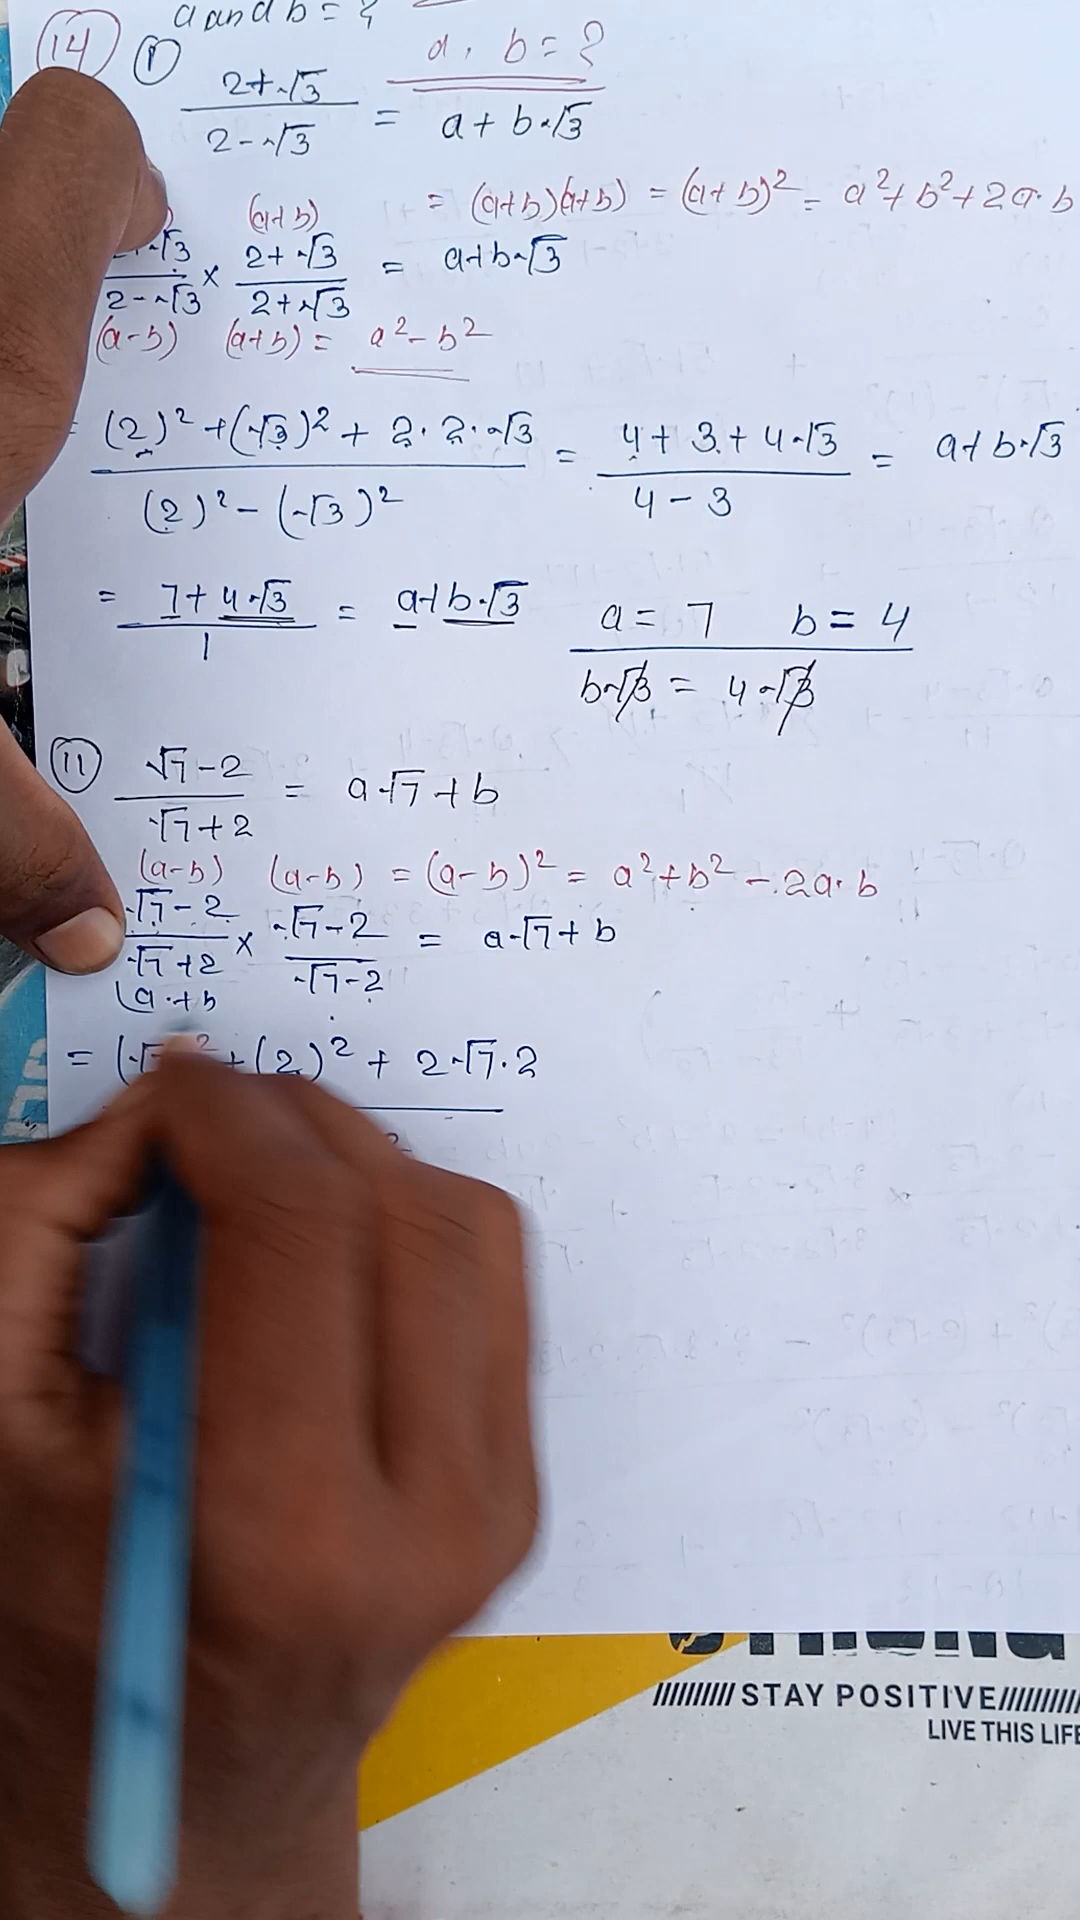 a and b = ?
14 i a, b = ?
2+√3 / 2-√3 = a + b√3
(a+b) = (a+b)(a+b) = (a+b)² = a²+b²+2a·b
√3 / 2-√3 × 2+√3 / 2+√3 = a+b√3
(a-b) (a+b) = a²-b²
= (2)²+(√3)²+2·2·√3 / (2)²-(√3)² = 4+3+4√3 / 4-3 = a+b√3
= 7+4√3 / 1 = a+b√3 a = 7 b = 4
b√3 = 4√3
11 √7-2 / √7+2 = a√7+b
(a-b) (a-b) = (a-b)² = a²+b²-2a·b
√7-2 / √7+2 × √7-2 / √7-2 = a√7+b
(a+b
= (√7)²+(2)²+2√7·2
STRONG
////////// STAY POSITIVE //////////
LIVE THIS LIFE